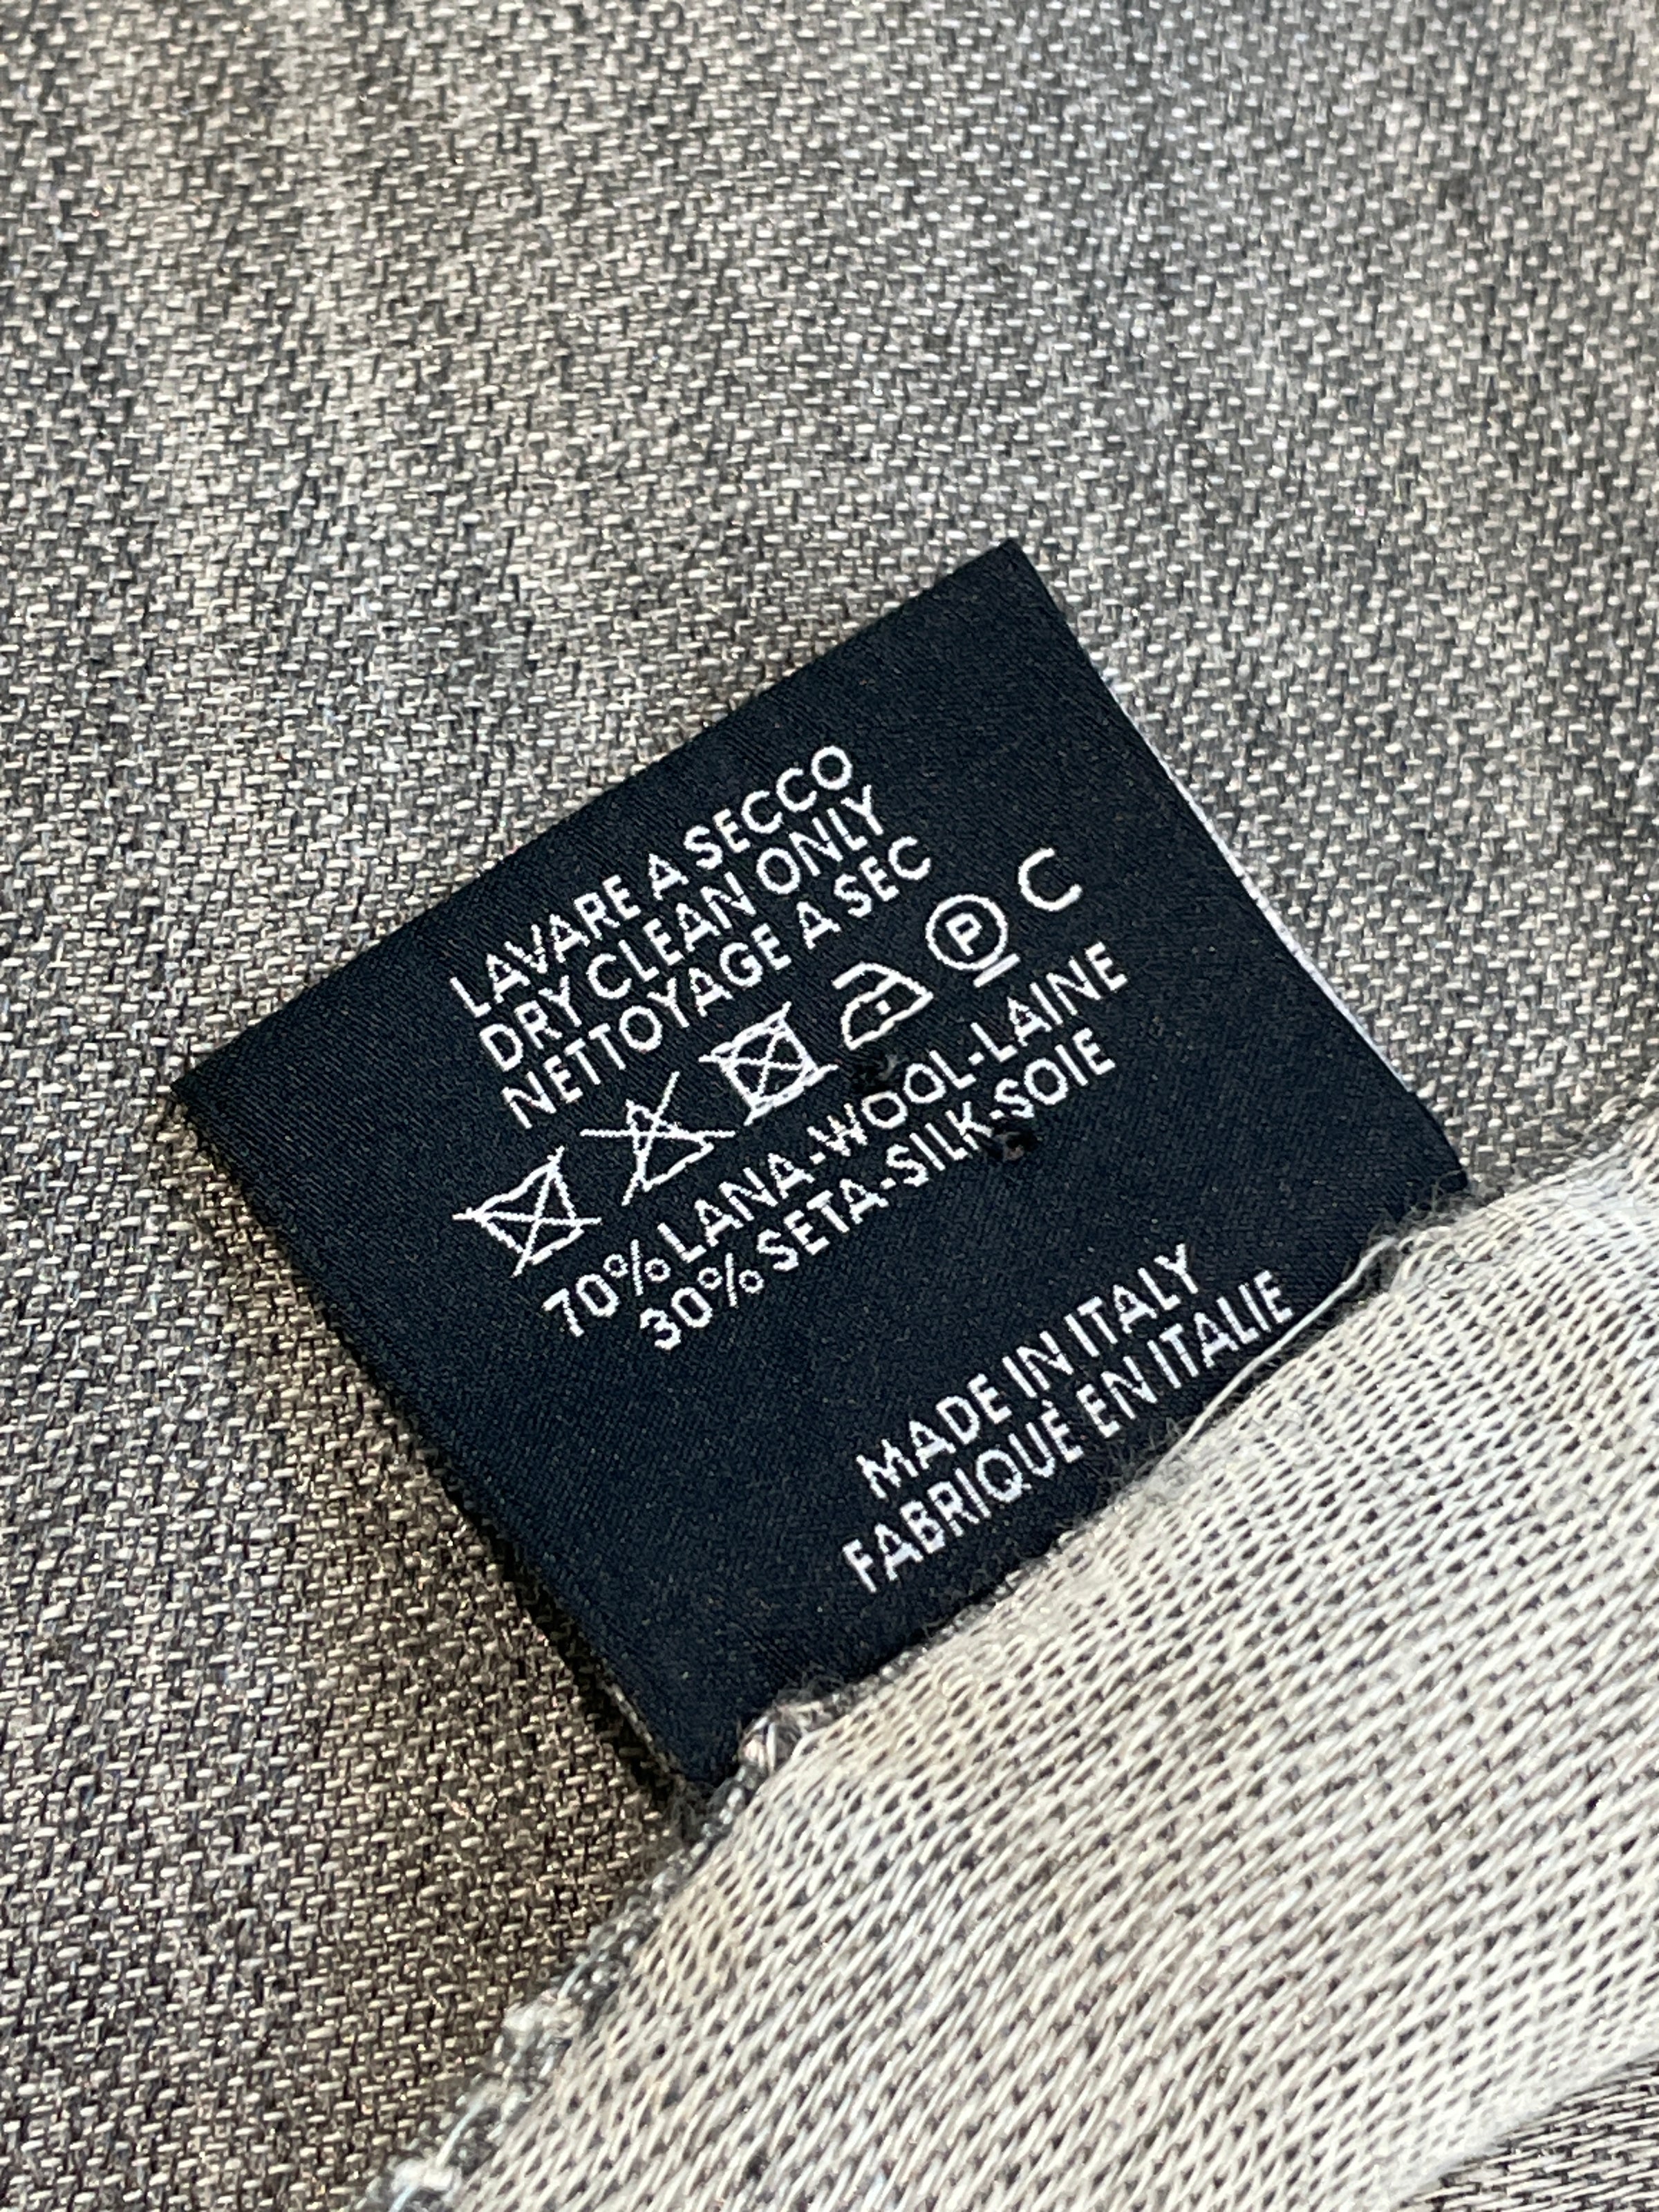 LAVARE A SECCO
DRY CLEAN ONLY
NETTOYAGE A SEC
P C
70% LANA-WOOL-LAINE
30% SETA-SILK-SOIE
MADE IN ITALY
FABRIQUÈ EN ITALIE